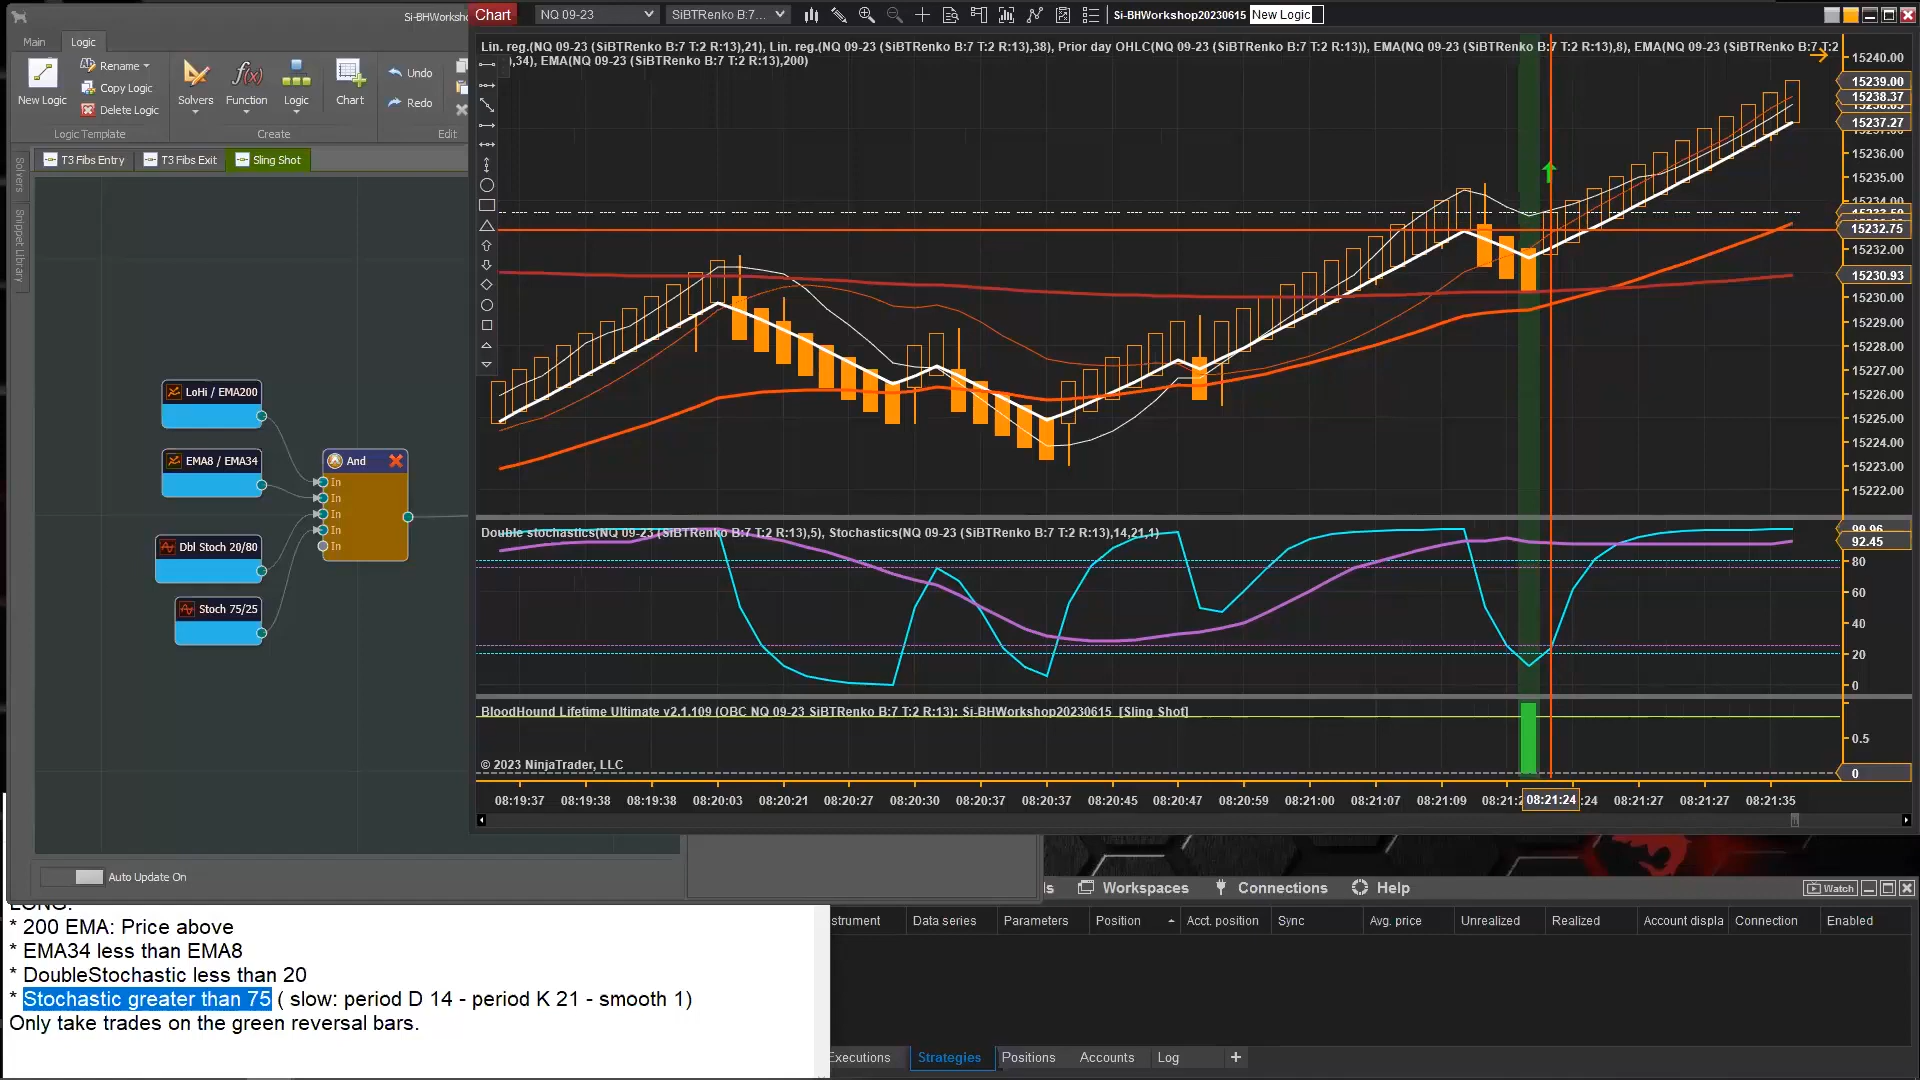 Si-BHWorksh
Chart
NQ 09-23
SiBTRenko B:7...
Si-BHWorkshop20230615
New Logic
Main
Logic
New Logic
Rename
Copy Logic
Delete Logic
Solvers
Function
Logic
Chart
Undo
Redo
Logic Template
Create
Edit
T3 Fibs Entry
T3 Fibs Exit
Sling Shot
Solvers
Snippet Library
LoHi / EMA200
EMA8 / EMA34
Dbl Stoch 20/80
Stoch 75/25
And
In
In
In
In
In
Auto Update On
Lin. reg.(NQ 09-23 (SiBTRenko B:7 T:2 R:13),21), Lin. reg.(NQ 09-23 (SiBTRenko B:7 T:2 R:13),38), Prior day OHLC(NQ 09-23 (SiBTRenko B:7 T:2 R:13)), EMA(NQ 09-23 (SiBTRenko B:7 T:2 R:13),8), EMA(NQ 09-23 (SiBTRenko B:7 T:2
),34), EMA(NQ 09-23 (SiBTRenko B:7 T:2 R:13),200)
15240.00
15239.00
15238.37
15237.27
15236.00
15235.00
15234.00
15232.75
15232.00
15230.93
15230.00
15229.00
15228.00
15227.00
15226.00
15225.00
15224.00
15223.00
15222.00
Double stochastics(NQ 09-23 (SiBTRenko B:7 T:2 R:13),5), Stochastics(NQ 09-23 (SiBTRenko B:7 T:2 R:13),14,21,1)
99.96
92.45
80
60
40
20
0
BloodHound Lifetime Ultimate v2.1.109 (OBC NQ 09-23 SiBTRenko B:7 T:2 R:13): Si-BHWorkshop20230615 [Sling Shot]
0.5
0
© 2023 NinjaTrader, LLC
08:19:37 08:19:38 08:19:38 08:20:03 08:20:21 08:20:27 08:20:30 08:20:37 08:20:37 08:20:45 08:20:47 08:20:59 08:21:00 08:21:07 08:21:09 08:21:2 08:21:24 :24 08:21:27 08:21:27 08:21:35
ls
Workspaces
Connections
Help
Watch
strument
Data series
Parameters
Position
Acct. position
Sync
Avg. price
Unrealized
Realized
Account displa
Connection
Enabled
Executions
Strategies
Positions
Accounts
Log
+
LONG:
* 200 EMA: Price above
* EMA34 less than EMA8
* DoubleStochastic less than 20
* Stochastic greater than 75 ( slow: period D 14 - period K 21 - smooth 1)
Only take trades on the green reversal bars.